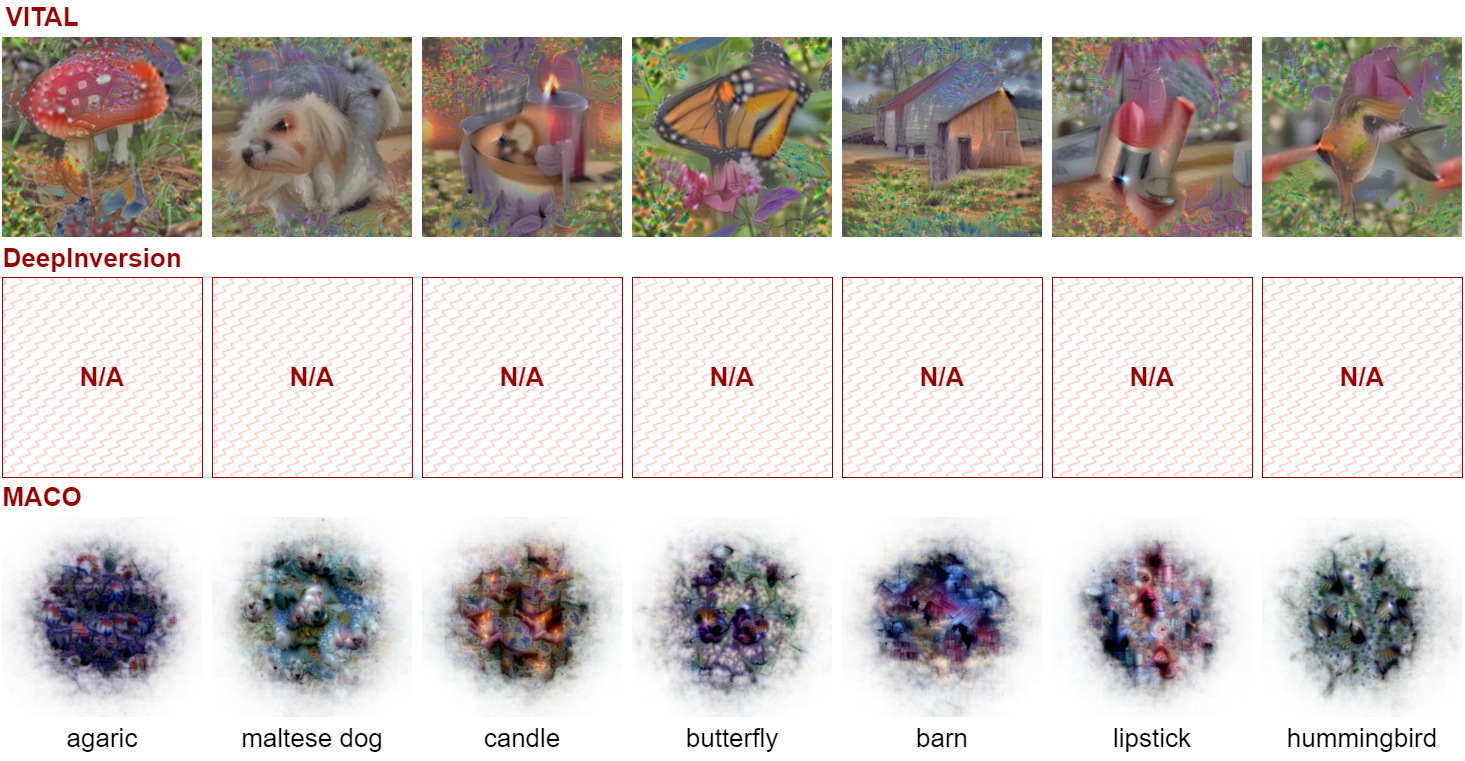 VITAL
DeepInversion
N/A N/A N/A N/A N/A N/A N/A
MACO
agaric maltese dog candle butterfly barn lipstick hummingbird